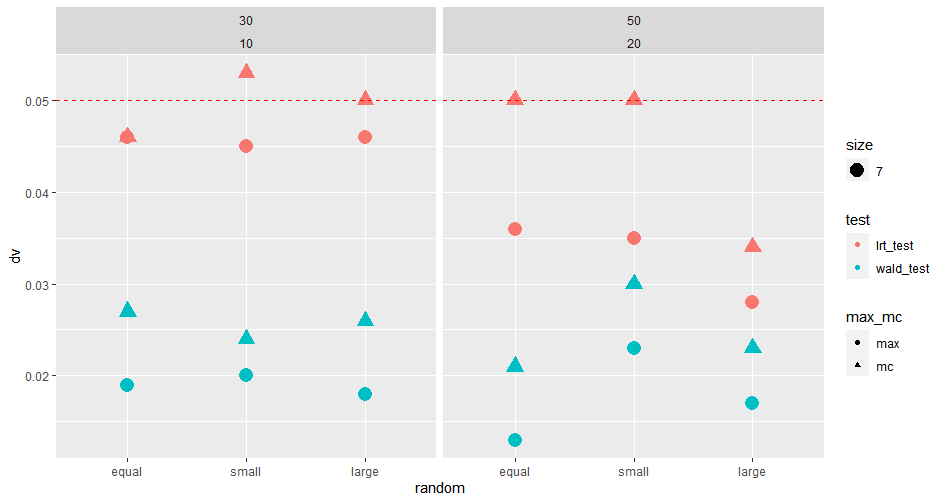 30
50
10
20
dv
0.05
0.04
0.03
0.02
equal
small
large
equal
small
large
random
size
7
test
lrt_test
wald_test
max_mc
max
mc